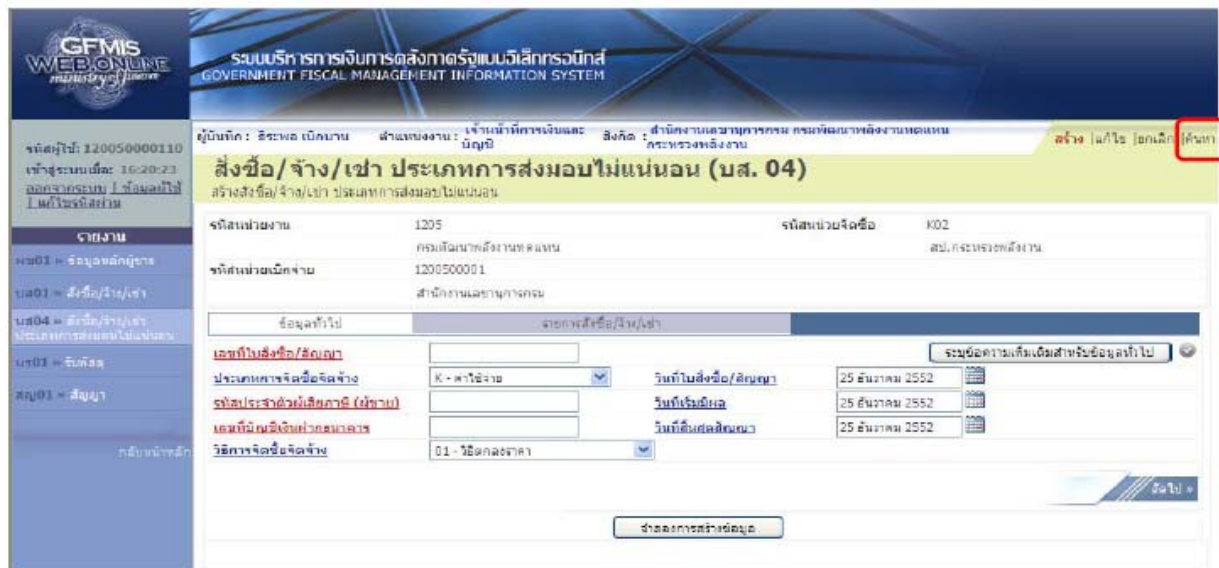 GFMIS
WEB ONLINE
ministry of finance
ระบบบริหารการเงินการคลังภาครัฐแบบอิเล็กทรอนิกส์
GOVERNMENT FISCAL MANAGEMENT INFORMATION SYSTEM
รหัสผู้ใช้: 120050000110
เข้าสู่ระบบเมื่อ: 16:20:23
ออกจากระบบ | ข้อมูลผู้ใช้ | แก้ไขรหัสผ่าน
ผู้บันทึก : ตำแหน่งงาน : เจ้าหน้าที่การเงินและบัญชี สังกัด : สำนักงานเลขานุการกรม กรมพัฒนาพลังงานทดแทน กระทรวงพลังงาน
สร้าง | แก้ไข | ยกเลิก | ค้นหา
สั่งซื้อ/จ้าง/เช่า ประเภทการส่งมอบไม่แน่นอน (บส. 04)
สร้างสั่งซื้อ/จ้าง/เช่า ประเภทการส่งมอบไม่แน่นอน
รายงาน
ผข01 » ข้อมูลหลักผู้ขาย
บส01 » สั่งซื้อ/จ้าง/เช่า
บส04 » สั่งซื้อ/จ้าง/เช่า ประเภทการส่งมอบไม่แน่นอน
บร01 » รับพัสดุ
สญ01 » สัญญา
กลับหน้าหลัก
รหัสหน่วยงาน 1205 รหัสหน่วยจัดซื้อ K02
กรมพัฒนาพลังงานทดแทน สป.กระทรวงพลังงาน
รหัสหน่วยเบิกจ่าย 1200500001
สำนักงานเลขานุการกรม
ข้อมูลทั่วไป รายการสั่งซื้อ/จ้าง/เช่า
เลขที่ใบสั่งซื้อ/สัญญา ระบุข้อความเพิ่มเติมสำหรับข้อมูลทั่วไป
ประเภทการจัดซื้อจัดจ้าง K - ค่าใช้จ่าย วันที่ใบสั่งซื้อ/สัญญา 25 ธันวาคม 2552
รหัสประจำตัวผู้เสียภาษี (ผู้ขาย) วันที่เริ่มมีผล 25 ธันวาคม 2552
เลขที่บัญชีเงินฝากธนาคาร วันที่สิ้นสุดสัญญา 25 ธันวาคม 2552
วิธีการจัดซื้อจัดจ้าง 01 - วิธีตกลงราคา
ถัดไป »
จำลองการสร้างข้อมูล